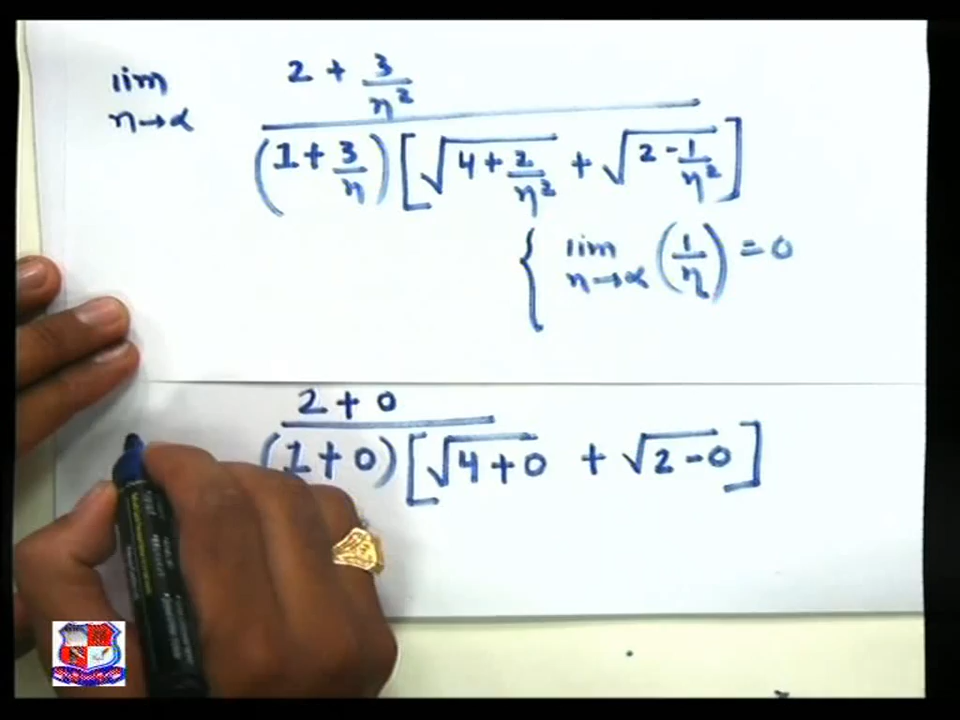 lim n→∝ 2 + 3/n² / (1 + 3/n) [√4 + 2/n² + √2 - 1/n²]
{ lim n→∝ (1/n) = 0
2 + 0 / (1 + 0) [√4 + 0 + √2 - 0]